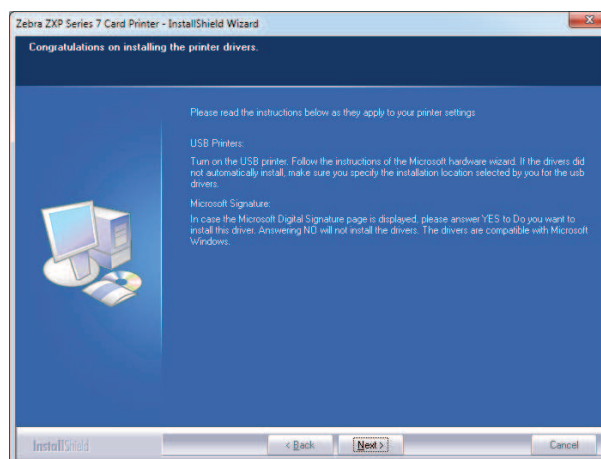 Zebra ZXP Series 7 Card Printer - InstallShield Wizard
Congratulations on installing the printer drivers.
Please read the instructions below as they apply to your printer settings
USB Printers:
Turn on the USB printer. Follow the instructions of the Microsoft hardware wizard. If the drivers did
not automatically install, make sure you specify the installation location selected by you for the usb
drivers.
Microsoft Signature:
In case the Microsoft Digital Signature page is displayed, please answer YES to Do you want to
install this driver. Answering NO will not install the drivers. The drivers are compatible with Microsoft
Windows.
InstallShield
< Back
Next >
Cancel